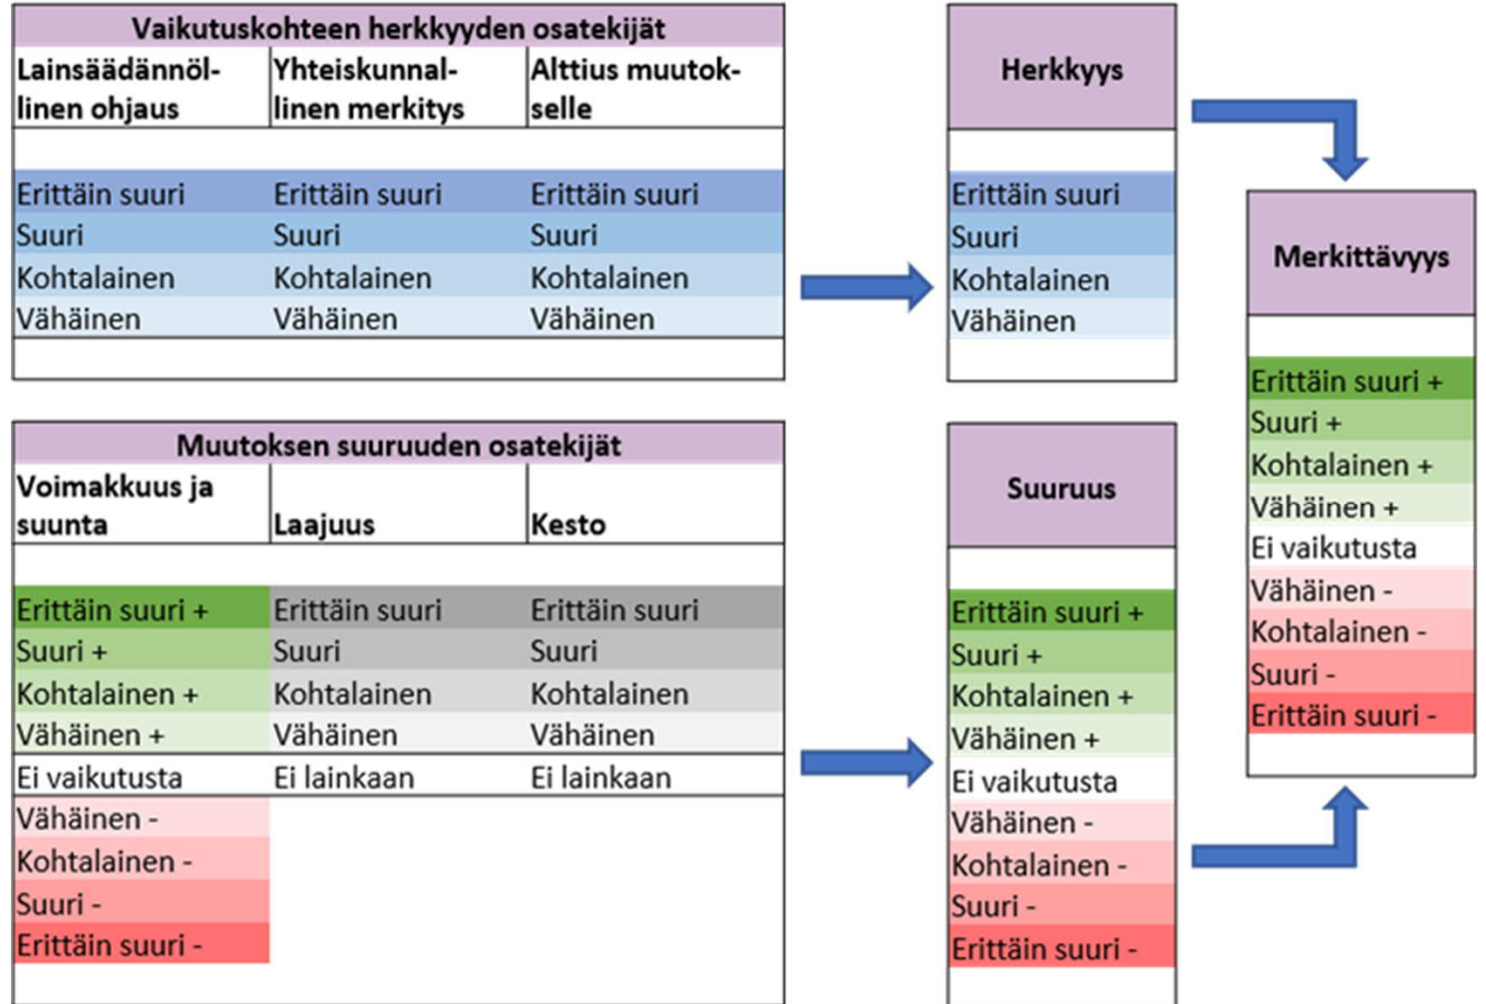 Vaikutuskohteen herkkyyden osatekijät
Lainsäädännöl-
linen ohjaus
Yhteiskunnal-
linen merkitys
Alttius muutok-
selle
Erittäin suuri Erittäin suuri Erittäin suuri
Suuri Suuri Suuri
Kohtalainen Kohtalainen Kohtalainen
Vähäinen Vähäinen Vähäinen
Herkkyys
Erittäin suuri
Suuri
Kohtalainen
Vähäinen
Muutoksen suuruuden osatekijät
Voimakkuus ja
suunta
Laajuus
Kesto
Erittäin suuri + Erittäin suuri Erittäin suuri
Suuri + Suuri Suuri
Kohtalainen + Kohtalainen Kohtalainen
Vähäinen + Vähäinen Vähäinen
Ei vaikutusta Ei lainkaan Ei lainkaan
Vähäinen -
Kohtalainen -
Suuri -
Erittäin suuri -
Suuruus
Erittäin suuri +
Suuri +
Kohtalainen +
Vähäinen +
Ei vaikutusta
Vähäinen -
Kohtalainen -
Suuri -
Erittäin suuri -
Merkittävyys
Erittäin suuri +
Suuri +
Kohtalainen +
Vähäinen +
Ei vaikutusta
Vähäinen -
Kohtalainen -
Suuri -
Erittäin suuri -